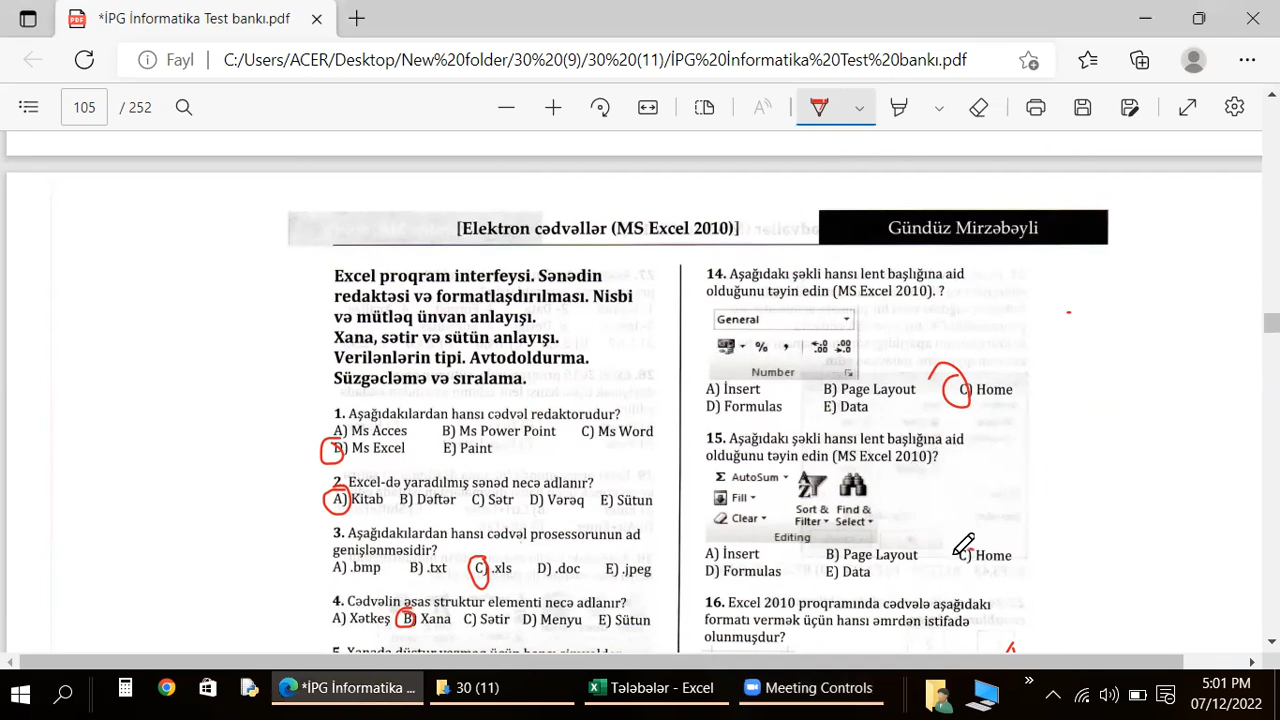 *İPG İnformatika Test bankı.pdf
Fayl
C:/Users/ACER/Desktop/New%20folder/30%20(9)/30%20(11)/İPG%20İnformatika%20Test%20bankı.pdf
105 / 252
[Elektron cədvəllər (MS Excel 2010)]
Gündüz Mirzəbəyli
Excel proqram interfeysi. Sənədin
redaktəsi və formatlaşdırılması. Nisbi
və mütləq ünvan anlayışı.
Xana, sətir və sütün anlayışı.
Verilənlərin tipi. Avtodoldurma.
Süzgəcləmə və sıralama.
1. Aşağıdakılardan hansı cədvəl redaktorudur?
A) Ms Acces B) Ms Power Point C) Ms Word
D) Ms Excel E) Paint
2. Excel-də yaradılmış sənəd necə adlanır?
A) Kitab B) Dəftər C) Sətr D) Vərəq E) Sütun
3. Aşağıdakılardan hansı cədvəl prosessorunun ad
genişlənməsidir?
A) .bmp B) .txt C) .xls D) .doc E) .jpeg
4. Cədvəlin əsas struktur elementi necə adlanır?
A) Xətkeş B) Xana C) Sətir D) Menyu E) Sütun
14. Aşağıdakı şəkli hansı lent başlığına aid
olduğunu təyin edin (MS Excel 2010). ?
General
%
,
Number
A) İnsert B) Page Layout C) Home
D) Formulas E) Data
15. Aşağıdakı şəkli hansı lent başlığına aid
olduğunu təyin edin (MS Excel 2010)?
Σ AutoSum
Fill
Clear
Sort & Filter
Find & Select
Editing
A) İnsert B) Page Layout C) Home
D) Formulas E) Data
16. Excel 2010 proqramında cədvələ aşağıdakı
formatı vermək üçün hansı əmrdən istifadə
olunmuşdur?
*İPG İnformatika ...
30 (11)
Tələbələr - Excel
Meeting Controls
5:01 PM
07/12/2022